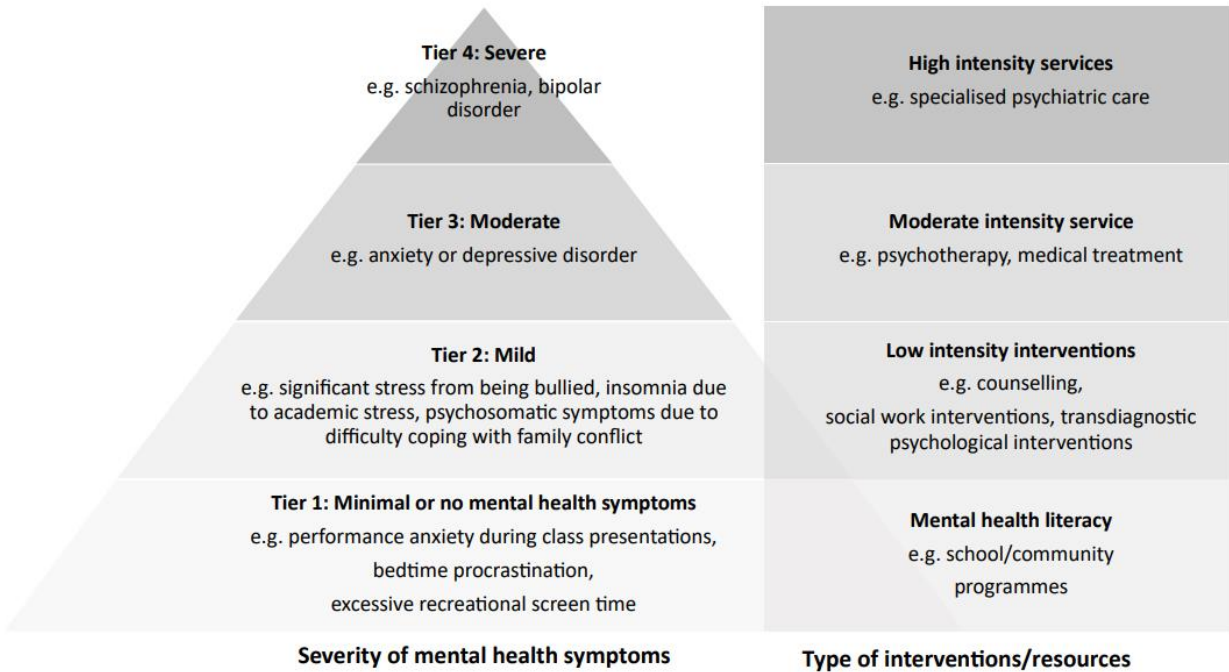 Tier 4: Severe
e.g. schizophrenia, bipolar
disorder
High intensity services
e.g. specialised psychiatric care
Tier 3: Moderate
e.g. anxiety or depressive disorder
Moderate intensity service
e.g. psychotherapy, medical treatment
Tier 2: Mild
e.g. significant stress from being bullied, insomnia due
to academic stress, psychosomatic symptoms due to
difficulty coping with family conflict
Low intensity interventions
e.g. counselling,
social work interventions, transdiagnostic
psychological interventions
Tier 1: Minimal or no mental health symptoms
e.g. performance anxiety during class presentations,
bedtime procrastination,
excessive recreational screen time
Mental health literacy
e.g. school/community
programmes
Severity of mental health symptoms
Type of interventions/resources